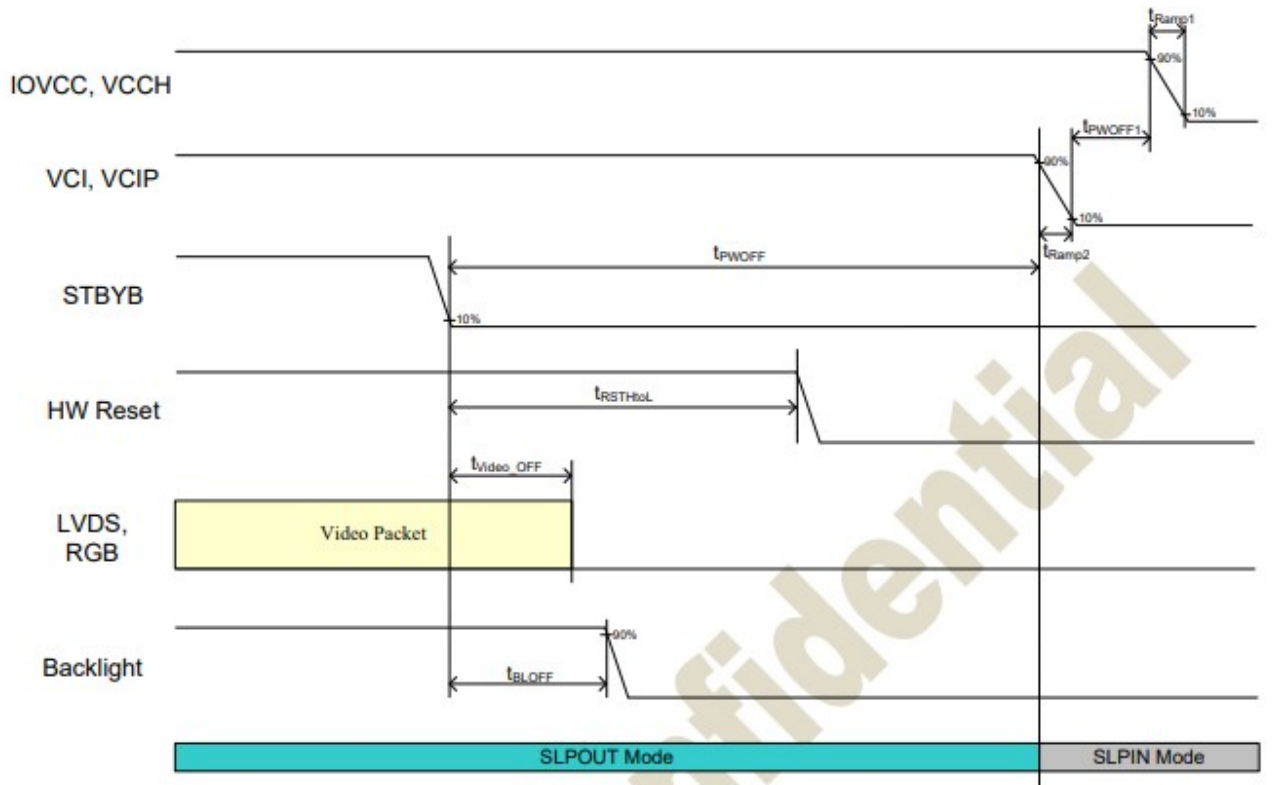 tRamp1
IOVCC, VCCH
90%
10%
tPWOFF1
VCI, VCIP
90%
10%
tPWOFF
tRamp2
STBYB
10%
HW Reset
tRSTHtoL
tVideo_OFF
LVDS,
RGB
Video Packet
90%
Backlight
tBLOFF
SLPOUT Mode
SLPIN Mode
nfidential